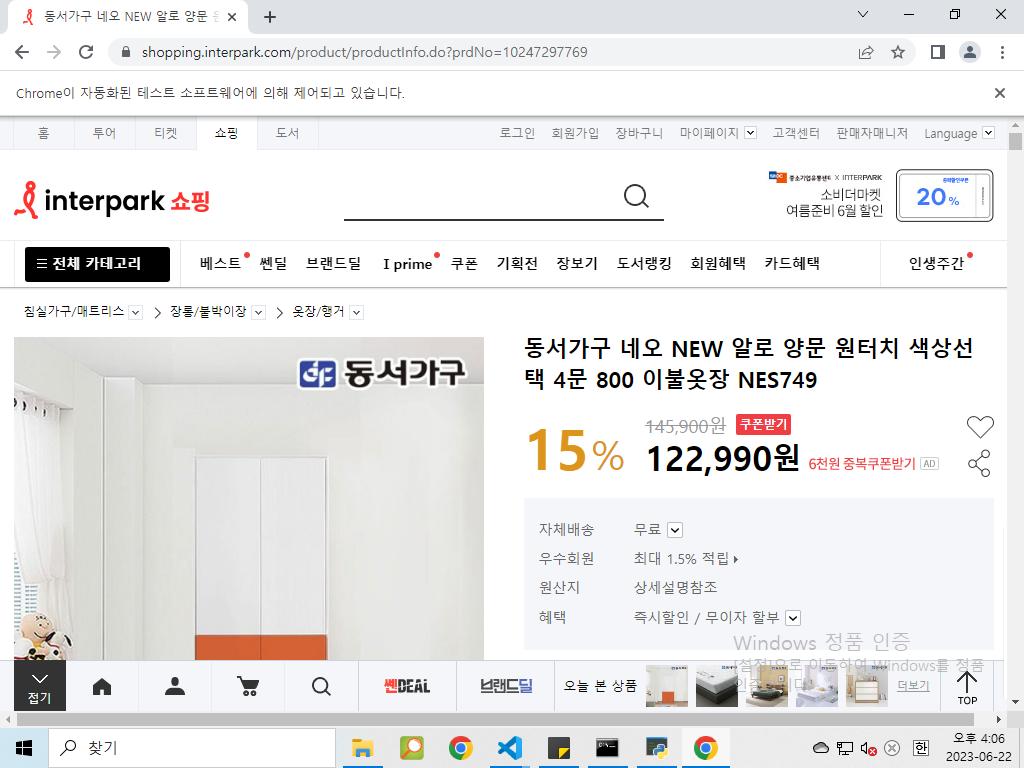 동서가구 네오 NEW 알로 양문 원
shopping.interpark.com/product/productInfo.do?prdNo=10247297769
Chrome이 자동화된 테스트 소프트웨어에 의해 제어되고 있습니다.
홈 투어 티켓 쇼핑 도서 로그인 회원가입 장바구니 마이페이지 고객센터 판매자매니저 Language
interpark 쇼핑
중소기업유통센터 X INTERPARK
소비더마켓
여름준비 6월 할인
20%
전체 카테고리 베스트 쎈딜 브랜드딜 I prime 쿠폰 기획전 장보기 도서랭킹 회원혜택 카드혜택 인생주간
침실가구/매트리스 장롱/붙박이장 옷장/행거
동서가구
동서가구 네오 NEW 알로 양문 원터치 색상선
택 4문 800 이불옷장 NES749
15%
145,900원 쿠폰받기
122,990원 6천원 중복쿠폰받기 AD
자체배송 무료
우수회원 최대 1.5% 적립
원산지 상세설명참조
혜택 즉시할인 / 무이자 할부
Windows 정품 인증
[설정]으로 이동하여 Windows를 정품
접기
쎈DEAL
브랜드딜
오늘 본 상품
더보기
TOP
찾기
한
오후 4:06
2023-06-22